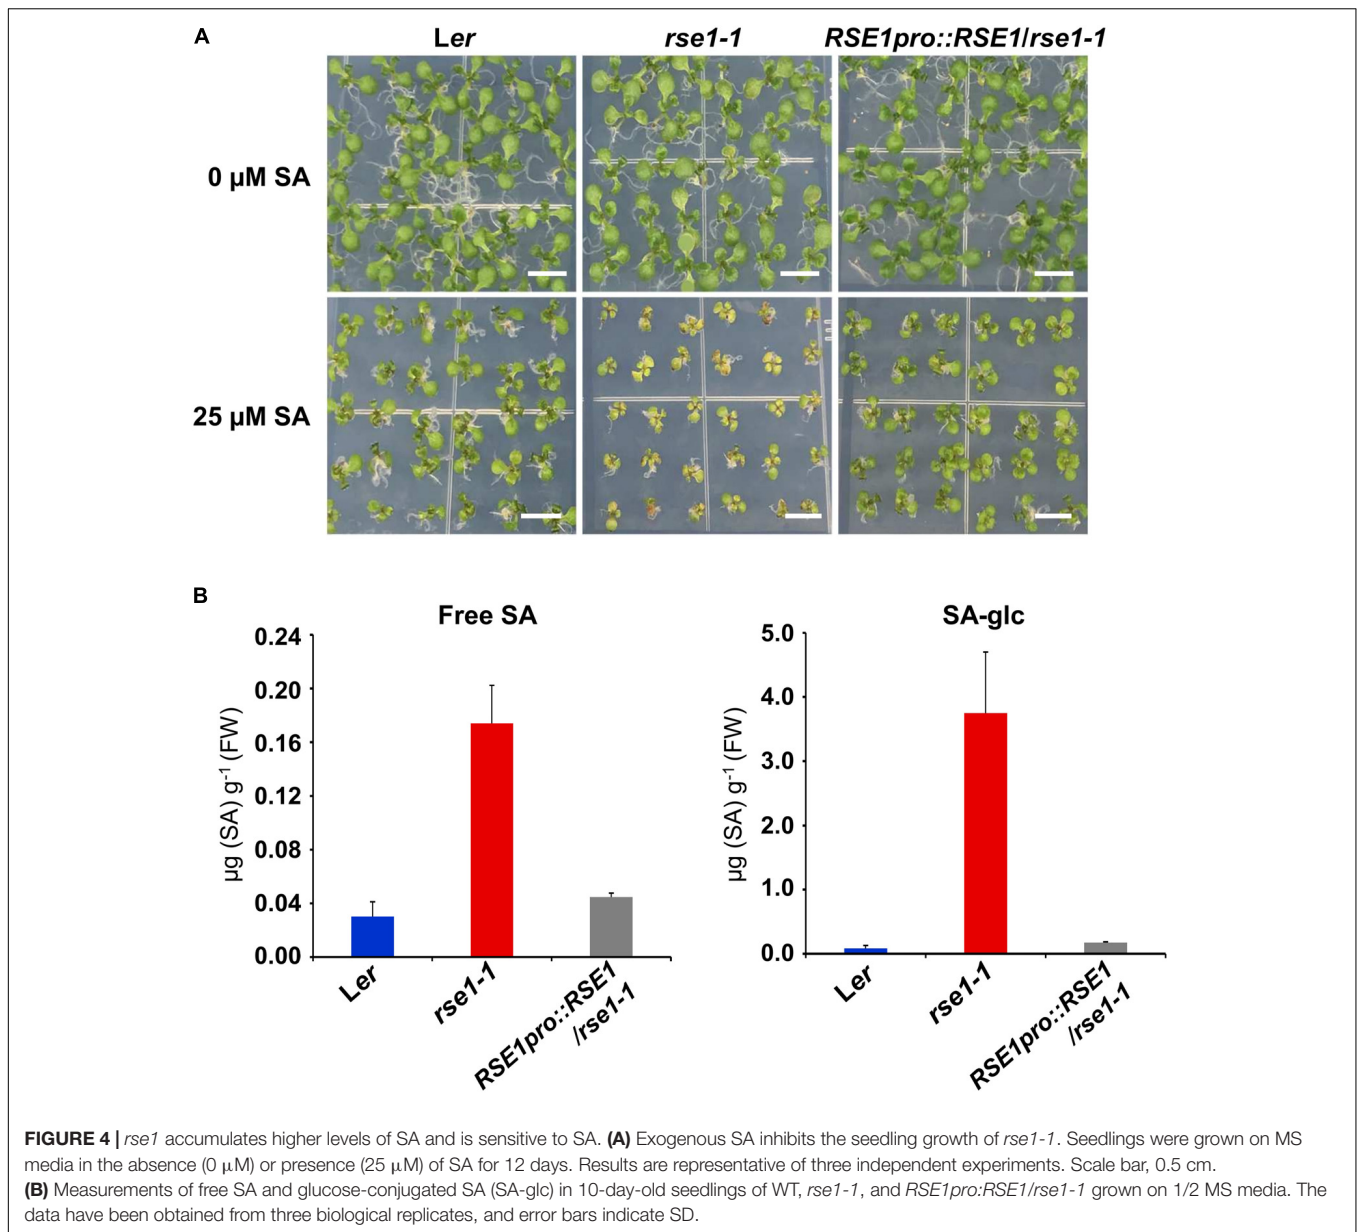 A
Ler
rse1-1
RSE1pro::RSE1/rse1-1
0 µM SA
25 µM SA
B
Free SA
0.24
0.20
0.16
0.12
0.08
0.04
0.00
µg (SA) g-1 (FW)
Ler
rse1-1
RSE1pro::RSE1
/rse1-1
SA-glc
5.0
4.0
3.0
2.0
1.0
0.0
µg (SA) g-1 (FW)
Ler
rse1-1
RSE1pro::RSE1
/rse1-1
FIGURE 4 | rse1 accumulates higher levels of SA and is sensitive to SA. (A) Exogenous SA inhibits the seedling growth of rse1-1. Seedlings were grown on MS
media in the absence (0 µM) or presence (25 µM) of SA for 12 days. Results are representative of three independent experiments. Scale bar, 0.5 cm.
(B) Measurements of free SA and glucose-conjugated SA (SA-glc) in 10-day-old seedlings of WT, rse1-1, and RSE1pro:RSE1/rse1-1 grown on 1/2 MS media. The
data have been obtained from three biological replicates, and error bars indicate SD.